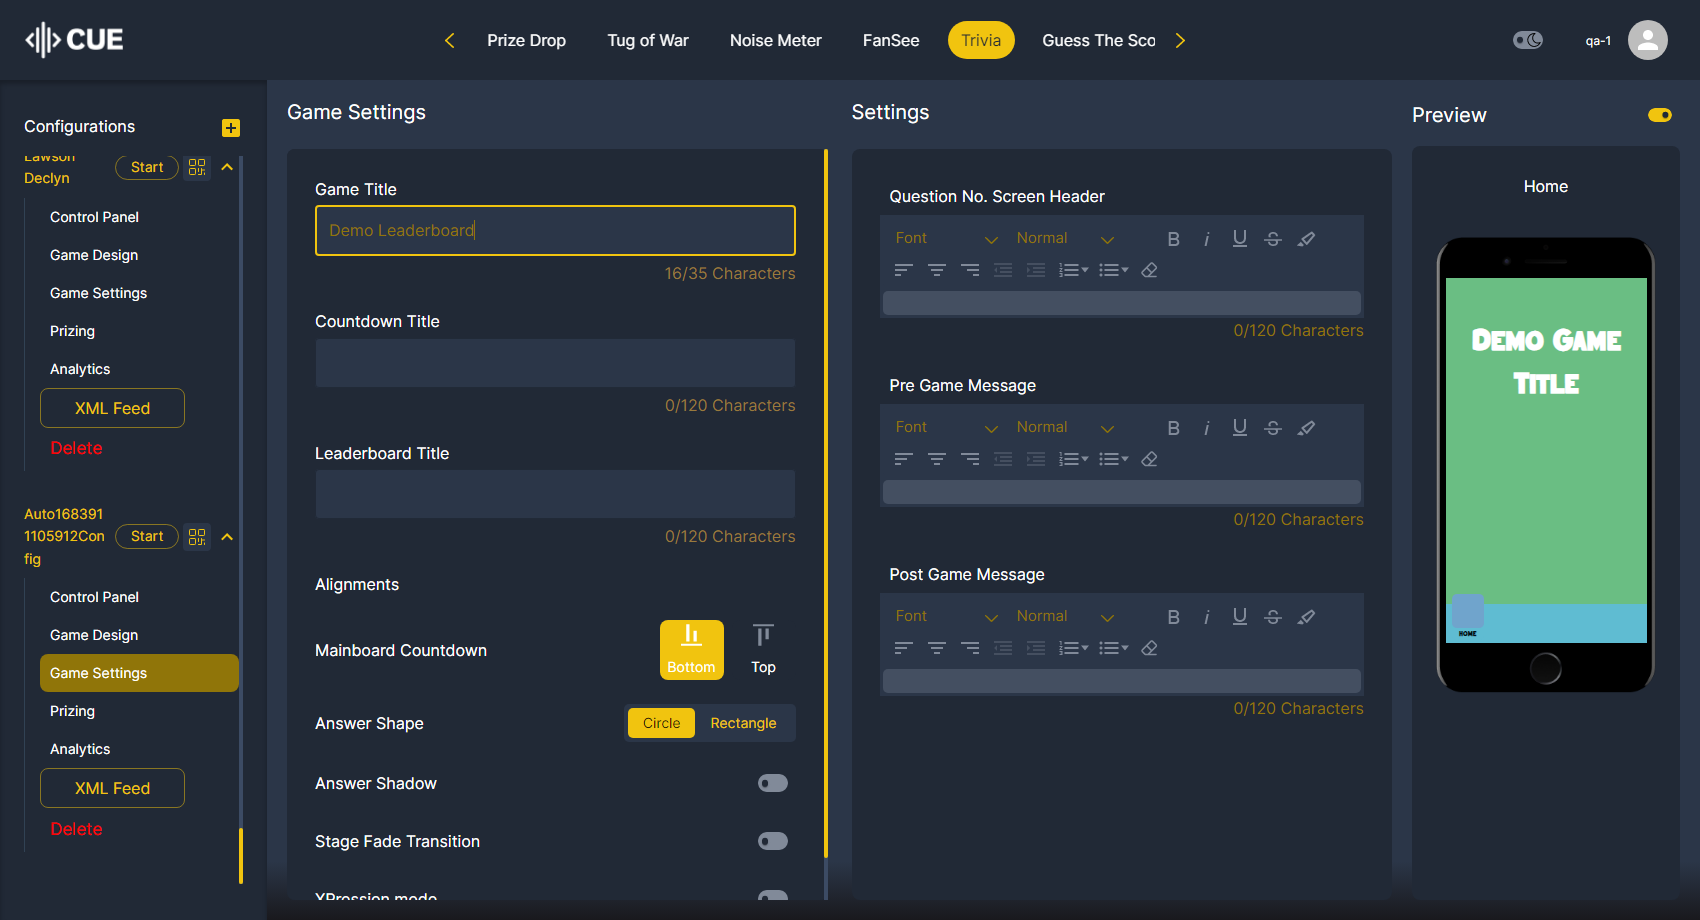 CUE
Prize Drop
Tug of War
Noise Meter
FanSee
Trivia
Guess The Sco
qa-1
Configurations
Lawson
Declyn
Start
Control Panel
Game Design
Game Settings
Prizing
Analytics
XML Feed
Delete
Auto168391
1105912Con
fig
Start
Control Panel
Game Design
Game Settings
Prizing
Analytics
XML Feed
Delete
Game Settings
Game Title
Demo Leaderboard
16/35 Characters
Countdown Title
0/120 Characters
Leaderboard Title
0/120 Characters
Alignments
Mainboard Countdown
Bottom
Top
Answer Shape
Circle
Rectangle
Answer Shadow
Stage Fade Transition
XPression mode
Settings
Question No. Screen Header
Font
Normal
0/120 Characters
Pre Game Message
Font
Normal
0/120 Characters
Post Game Message
Font
Normal
0/120 Characters
Preview
Home
Demo Game
Title
HOME